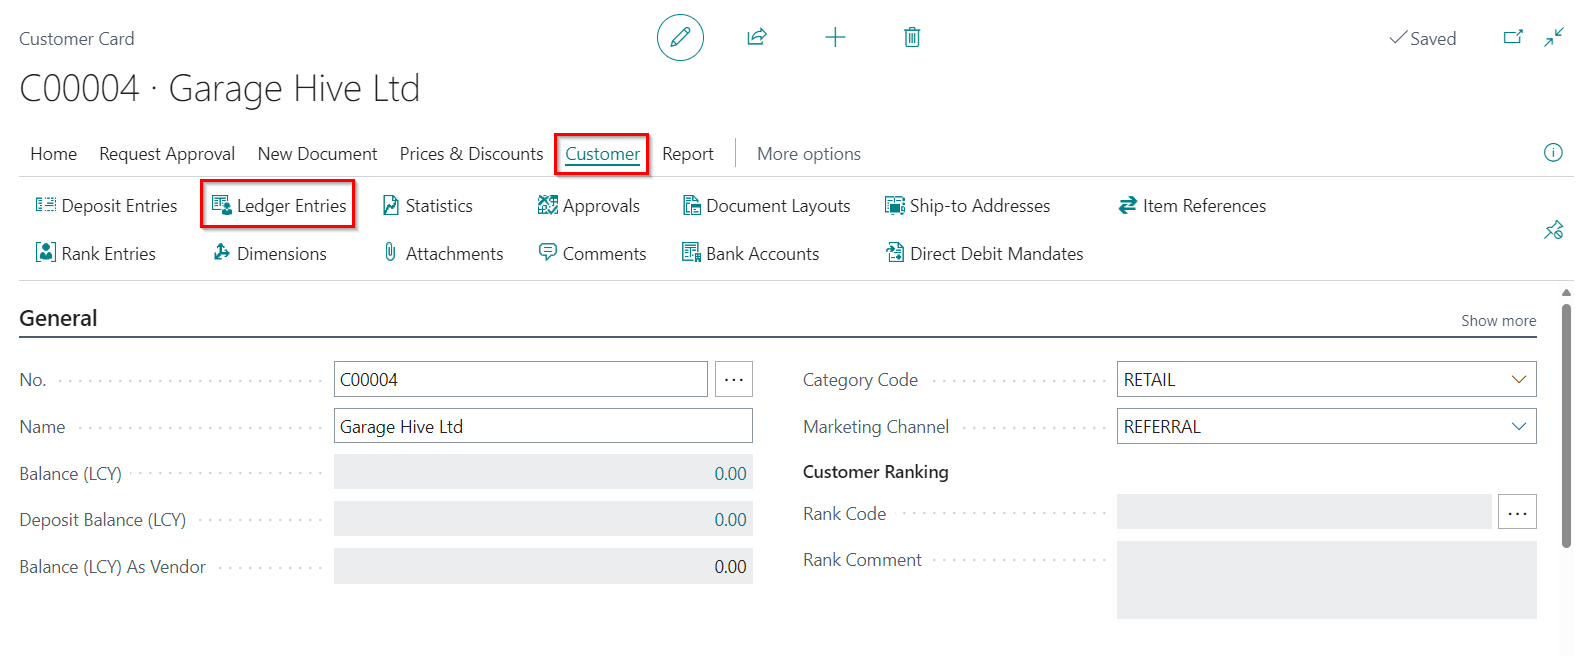 Customer Card
Saved
C00004 · Garage Hive Ltd
Home Request Approval New Document Prices & Discounts Customer Report More options
Deposit Entries Ledger Entries Statistics Approvals Document Layouts Ship-to Addresses Item References
Rank Entries Dimensions Attachments Comments Bank Accounts Direct Debit Mandates
General Show more
No. C00004 ... Category Code RETAIL
Name Garage Hive Ltd Marketing Channel REFERRAL
Balance (LCY) 0.00 Customer Ranking
Deposit Balance (LCY) 0.00 Rank Code ...
Balance (LCY) As Vendor 0.00 Rank Comment